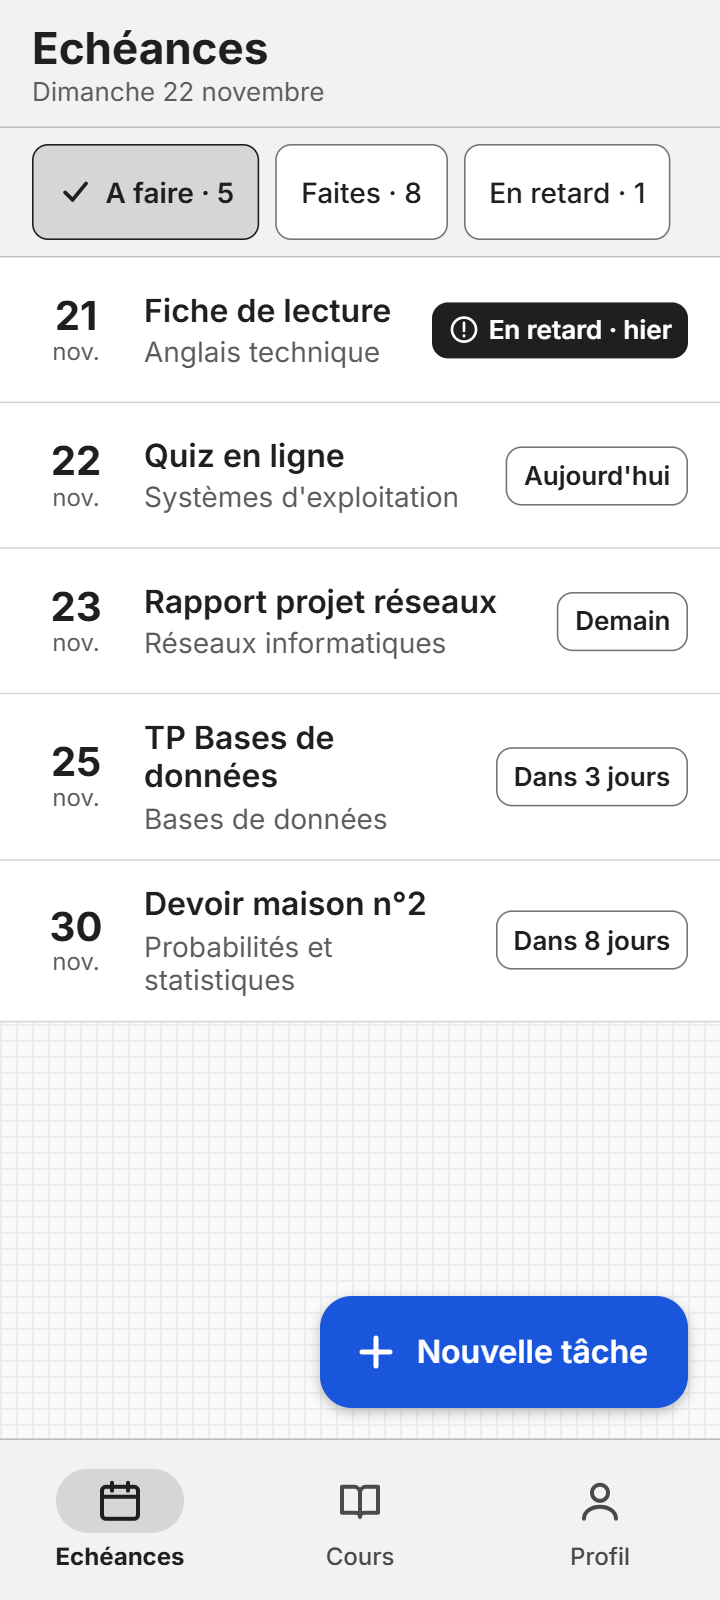 Echéances
Dimanche 22 novembre
A faire · 5
Faites · 8
En retard · 1
21
nov.
Fiche de lecture
Anglais technique
En retard · hier
22
nov.
Quiz en ligne
Systèmes d'exploitation
Aujourd'hui
23
nov.
Rapport projet réseaux
Réseaux informatiques
Demain
25
nov.
TP Bases de
données
Bases de données
Dans 3 jours
30
nov.
Devoir maison n°2
Probabilités et
statistiques
Dans 8 jours
Nouvelle tâche
Echéances
Cours
Profil